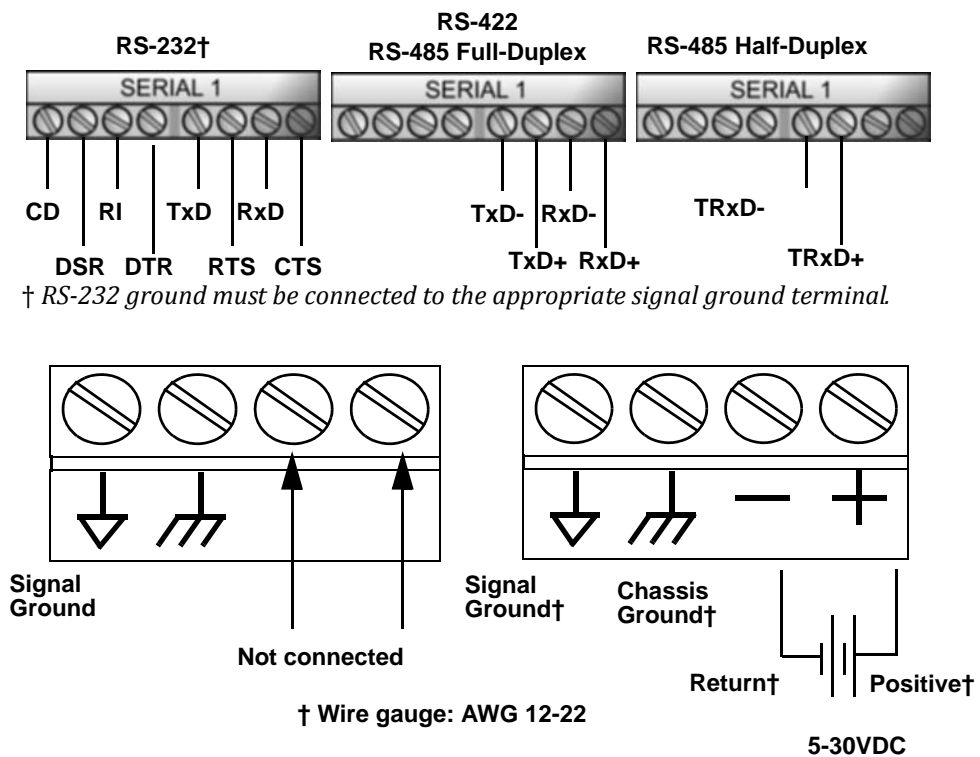 RS-232†
RS-422
RS-485 Full-Duplex
RS-485 Half-Duplex
SERIAL 1
SERIAL 1
SERIAL 1
CD
RI
TxD
RxD
DSR
DTR
RTS
CTS
TxD-
RxD-
TxD+
RxD+
TRxD-
TRxD+
† RS-232 ground must be connected to the appropriate signal ground terminal.
Signal
Ground
Not connected
Signal
Ground†
Chassis
Ground†
Return†
Positive†
† Wire gauge: AWG 12-22
5-30VDC